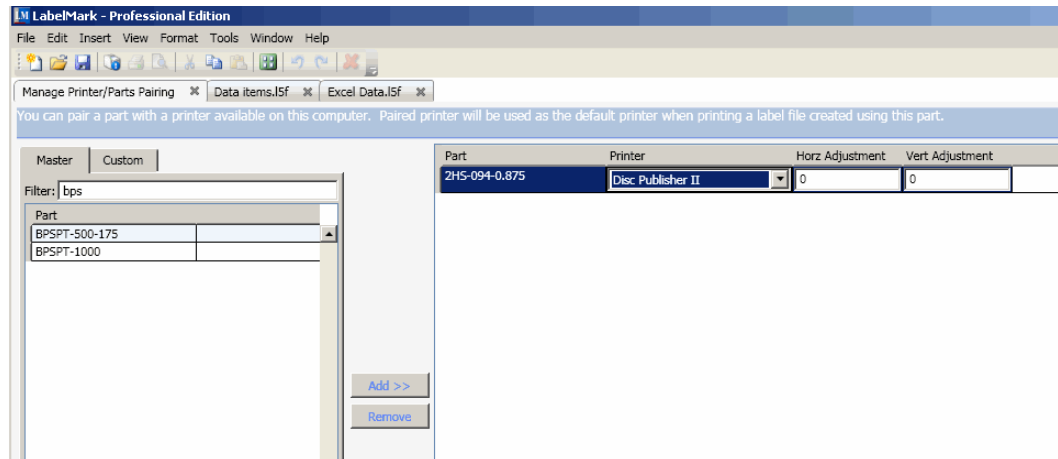 LM LabelMark - Professional Edition
File Edit Insert View Format Tools Window Help
Manage Printer/Parts Pairing Data items.l5f Excel Data.l5f
You can pair a part with a printer available on this computer. Paired printer will be used as the default printer when printing a label file created using this part.
Master Custom
Filter: bps
Part
BPSPT-500-175
BPSPT-1000
Add >>
Remove
Part Printer Horz Adjustment Vert Adjustment
2HS-094-0.875 Disc Publisher II 0 0